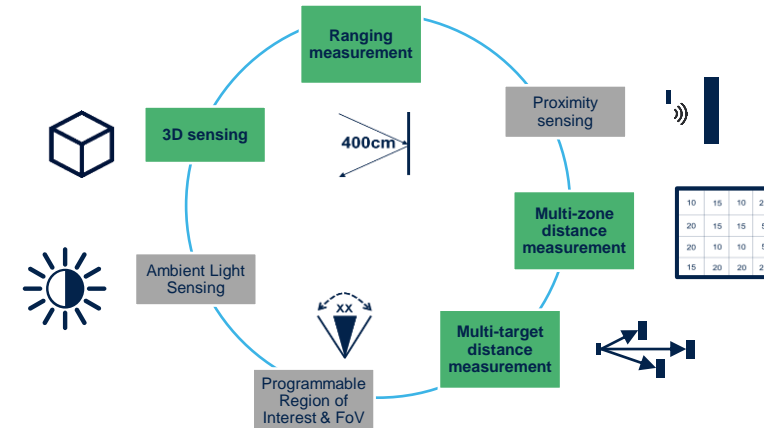 Ranging
measurement
Proximity
sensing
3D sensing
400cm
Multi-zone
distance
measurement
10 15 10
20 15 15
20 10 10
15 20 20
Ambient Light
Sensing
xx
Multi-target
distance
measurement
Programmable
Region of
Interest & FoV